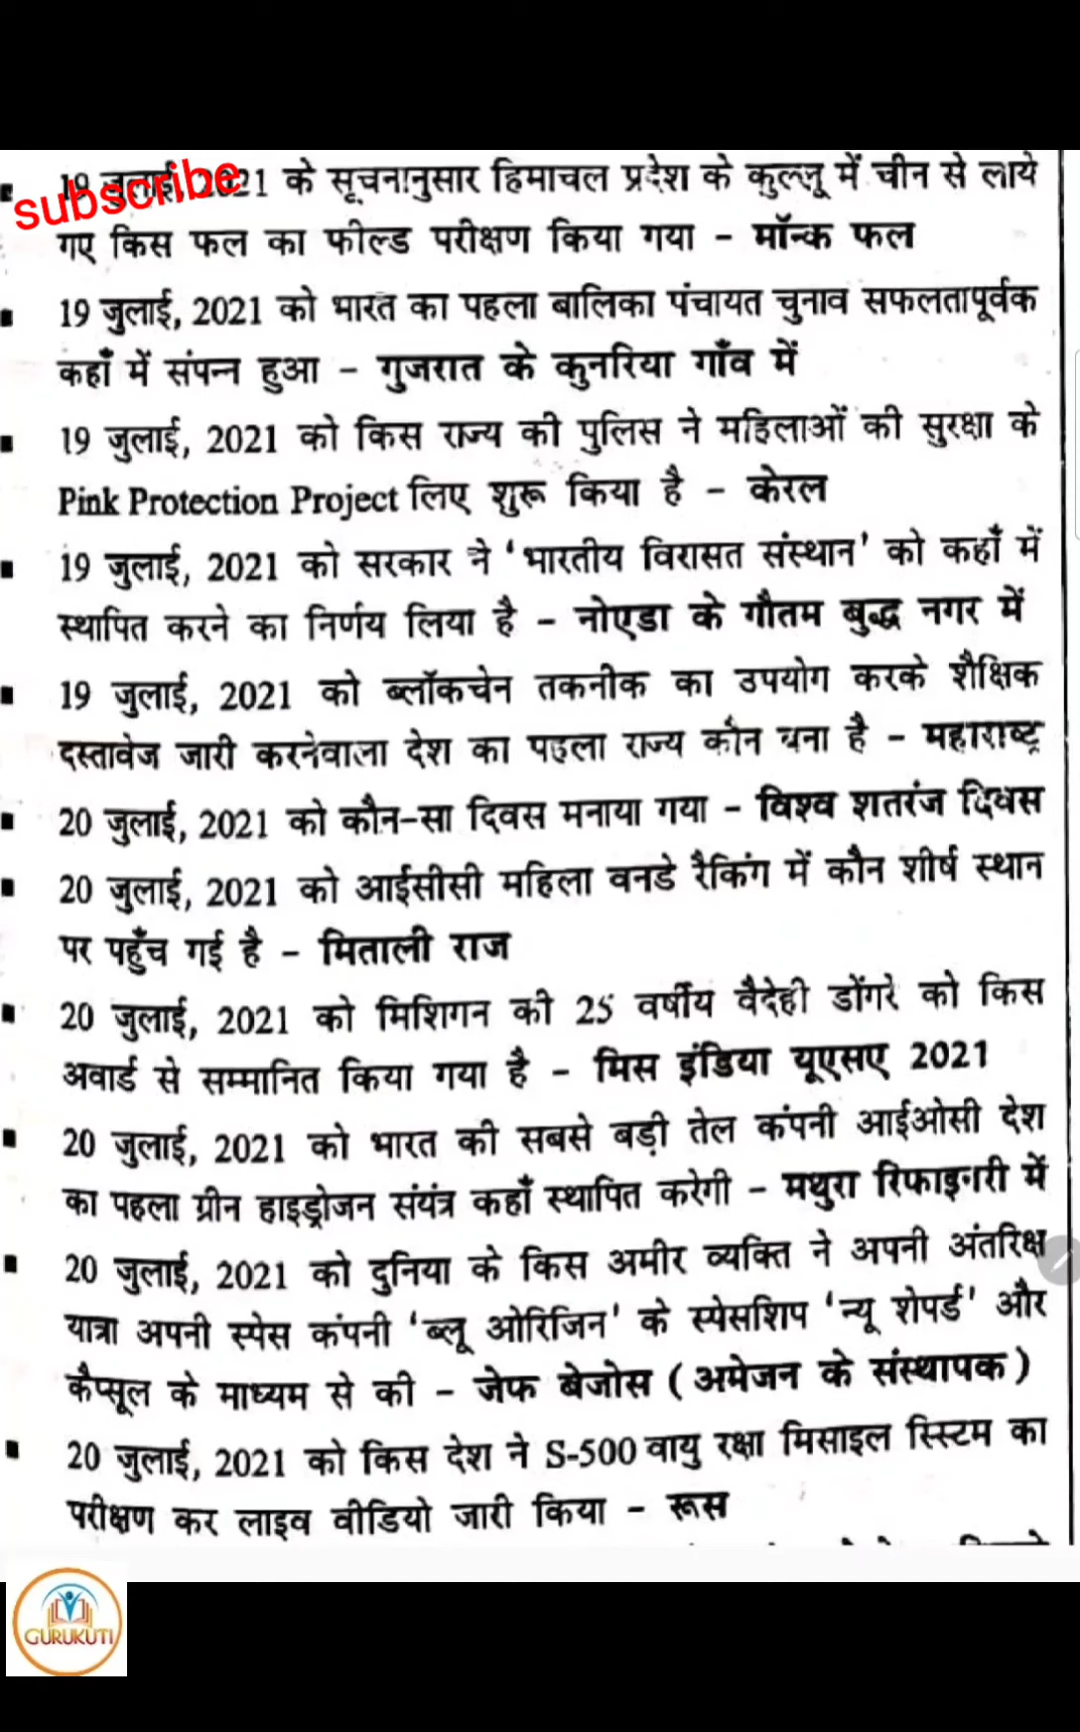 subscribe
19 जुलाई, 2021 के सूचनानुसार हिमाचल प्रदेश के कुल्लू में चीन से लाये
गए किस फल का फील्ड परीक्षण किया गया - मॉन्क फल
19 जुलाई, 2021 को भारत का पहला बालिका पंचायत चुनाव सफलतापूर्वक
कहाँ में संपन्न हुआ - गुजरात के कुनरिया गाँव में
19 जुलाई, 2021 को किस राज्य की पुलिस ने महिलाओं की सुरक्षा के
Pink Protection Project लिए शुरू किया है - केरल
19 जुलाई, 2021 को सरकार ने ‘भारतीय विरासत संस्थान’ को कहाँ में
स्थापित करने का निर्णय लिया है - नोएडा के गौतम बुद्ध नगर में
19 जुलाई, 2021 को ब्लॉकचेन तकनीक का उपयोग करके शैक्षिक
दस्तावेज जारी करनेवाला देश का पहला राज्य कौन बना है - महाराष्ट्र
20 जुलाई, 2021 को कौन-सा दिवस मनाया गया - विश्व शतरंज दिवस
20 जुलाई, 2021 को आईसीसी महिला वनडे रैकिंग में कौन शीर्ष स्थान
पर पहुँच गई है - मिताली राज
20 जुलाई, 2021 को मिशिगन की 25 वर्षीय वैदेही डोंगरे को किस
अवार्ड से सम्मानित किया गया है - मिस इंडिया यूएसए 2021
20 जुलाई, 2021 को भारत की सबसे बड़ी तेल कंपनी आईओसी देश
का पहला ग्रीन हाइड्रोजन संयंत्र कहाँ स्थापित करेगी - मथुरा रिफाइनरी में
20 जुलाई, 2021 को दुनिया के किस अमीर व्यक्ति ने अपनी अंतरिक्ष
यात्रा अपनी स्पेस कंपनी ‘ब्लू ओरिजिन’ के स्पेसशिप ‘न्यू शेपर्ड’ और
कैप्सूल के माध्यम से की - जेफ बेजोस (अमेजन के संस्थापक)
20 जुलाई, 2021 को किस देश ने S-500 वायु रक्षा मिसाइल स्स्टिम का
परीक्षण कर लाइव वीडियो जारी किया - रूस
GURUKUTI